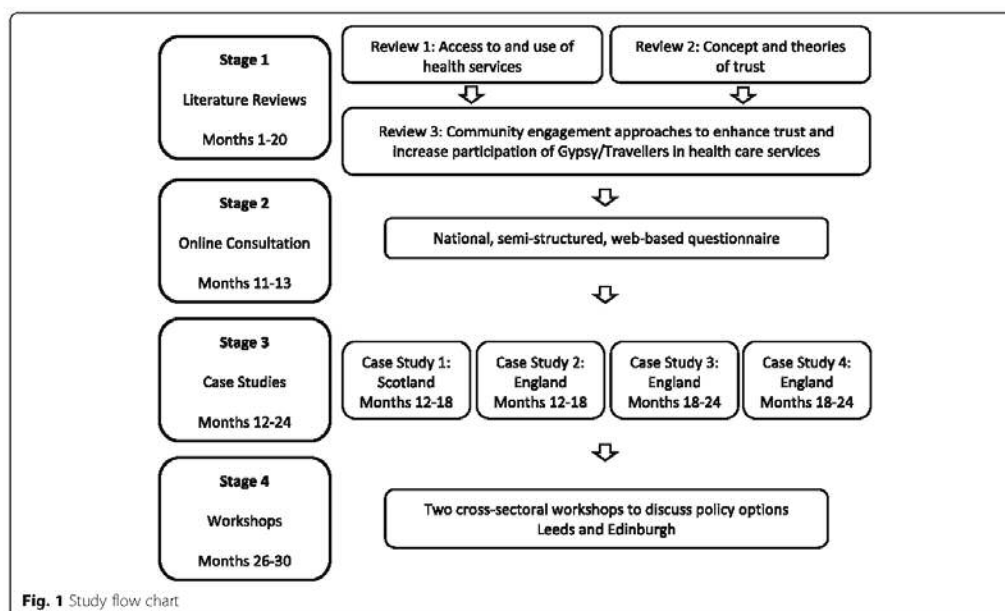 Stage 1
Literature Reviews
Months 1-20
Review 1: Access to and use of
health services
Review 2: Concept and theories
of trust
Review 3: Community engagement approaches to enhance trust and
increase participation of Gypsy/Travellers in health care services
Stage 2
Online Consultation
Months 11-13
National, semi-structured, web-based questionnaire
Stage 3
Case Studies
Months 12-24
Case Study 1:
Scotland
Months 12-18
Case Study 2:
England
Months 12-18
Case Study 3:
England
Months 18-24
Case Study 4:
England
Months 18-24
Stage 4
Workshops
Months 26-30
Two cross-sectoral workshops to discuss policy options
Leeds and Edinburgh
Fig. 1 Study flow chart